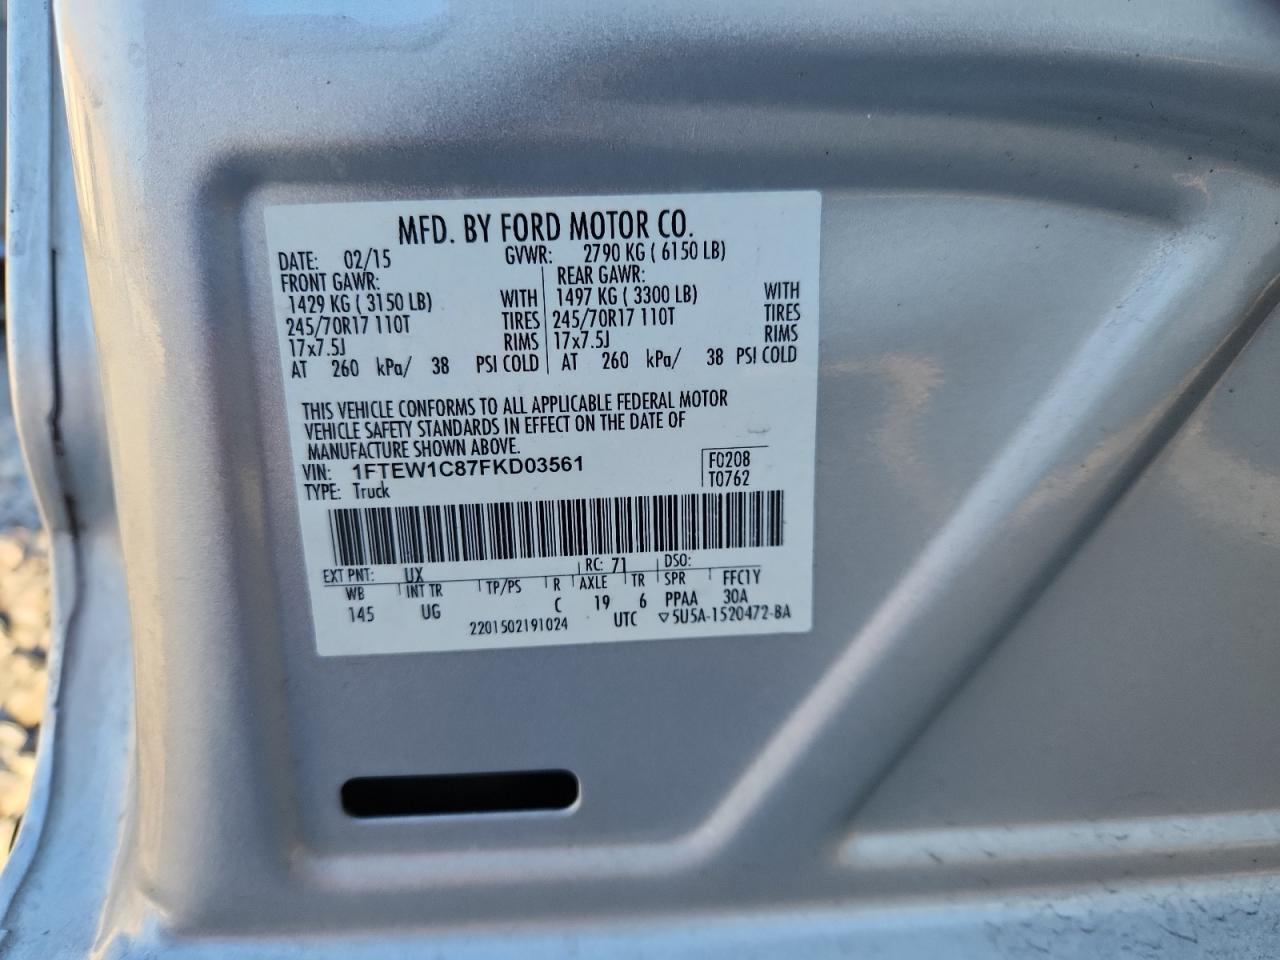 MFD. BY FORD MOTOR CO.
DATE: 02/15 GVWR: 2790 KG ( 6150 LB)
FRONT GAWR: REAR GAWR:
1429 KG ( 3150 LB) WITH 1497 KG ( 3300 LB) WITH
245/70R17 110T TIRES 245/70R17 110T TIRES
17x7.5J RIMS 17x7.5J RIMS
AT 260 kPa/ 38 PSI COLD AT 260 kPa/ 38 PSI COLD
THIS VEHICLE CONFORMS TO ALL APPLICABLE FEDERAL MOTOR
VEHICLE SAFETY STANDARDS IN EFFECT ON THE DATE OF
MANUFACTURE SHOWN ABOVE.
VIN: 1FTEW1C87FKD03561 F0208
TYPE: Truck T0762
EXT PNT: UX RC: 71 DSO:
WB INT TR TP/PS R AXLE TR SPR FFC1Y
145 UG C 19 6 PPAA 30A
2201502191024 UTC ▽5U5A-1520472-BA